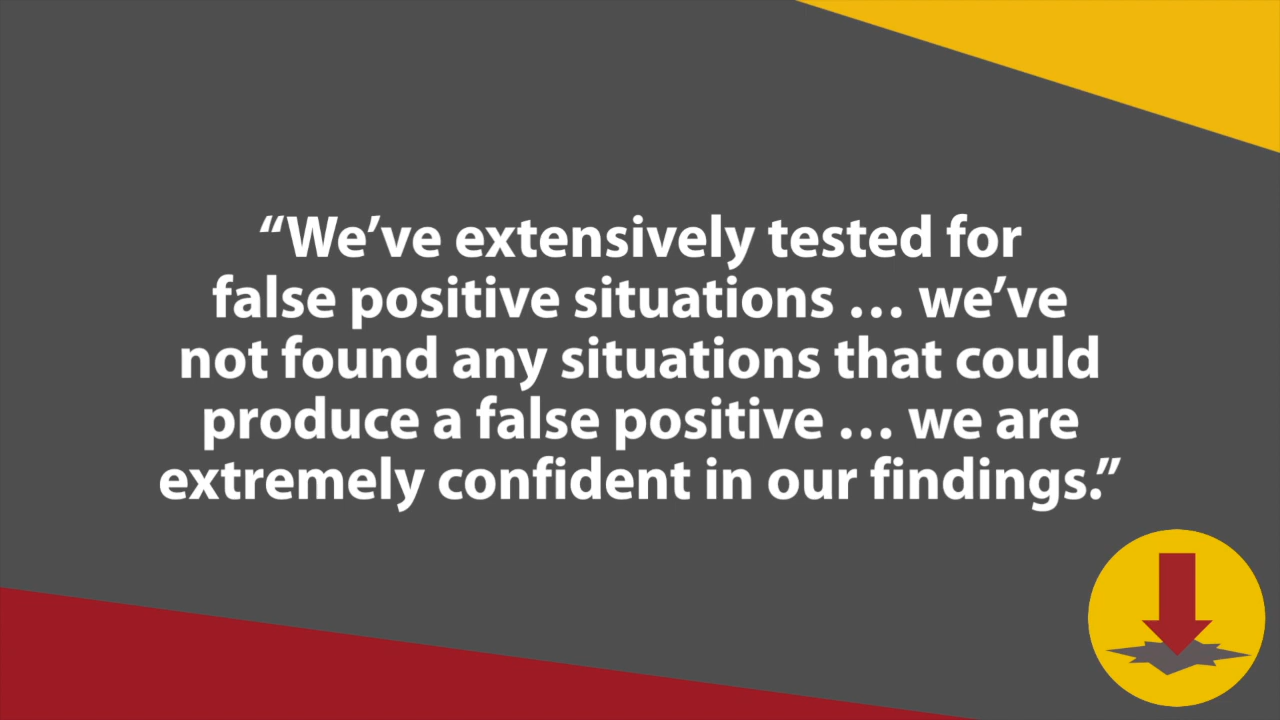 “We’ve extensively tested for
false positive situations … we’ve
not found any situations that could
produce a false positive … we are
extremely confident in our findings.”